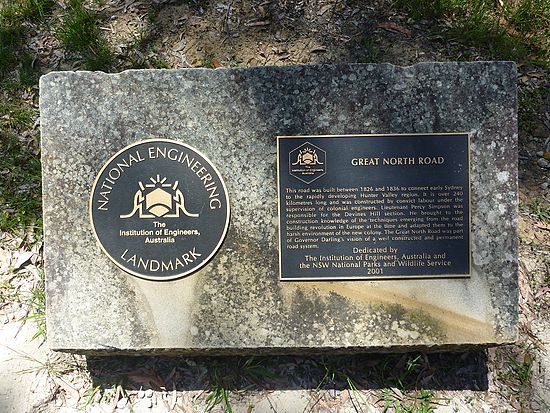 NATIONAL ENGINEERING
The
Institution of Engineers,
Australia
LANDMARK
The
Institution of Engineers,
Australia
GREAT NORTH ROAD
This road was built between 1826 and 1836 to connect early Sydney
to the rapidly developing Hunter Valley region. It is over 240
kilometres long and was constructed by convict labour under the
supervision of colonial engineers. Lieutenant Percy Simpson was
responsible for the Devines Hill section. He brought to the
construction knowledge of the techniques emerging from the road
building revolution in Europe at the time and adapted them to the
harsh environment of the new colony. The Great North Road was part
of Governor Darling's vision of a well constructed and permanent
road system.
Dedicated by
The Institution of Engineers, Australia and
the NSW National Parks and Wildlife Service
2001